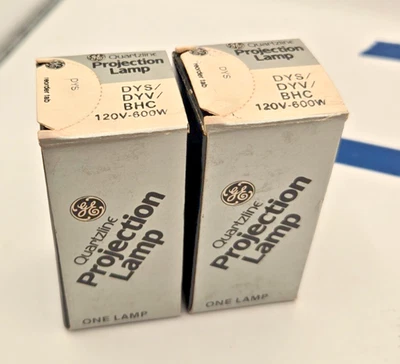 GE Quartzline
Projection
Lamp
DYS
DYS/
DYV/
BHC
120V-600W
GE
Quartzline
Projection
Lamp
ONE LAMP
GE Quartzline
Projection
Lamp
DYS
DYS/
DYV/
BHC
120V-600W
GE
Quartzline
Projection
Lamp
ONE LAMP